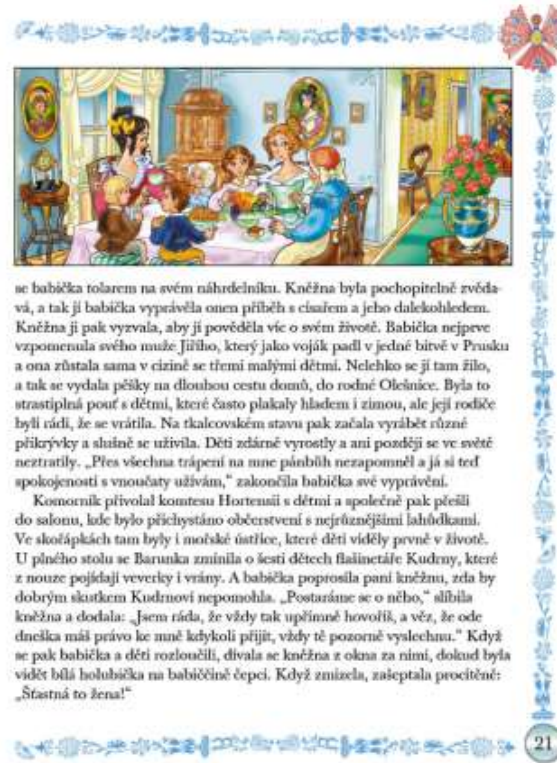 se babička tolarem na svém náhrdelníku. Kněžna byla pochopitelně zvěda-
vá, a tak jí babička vyprávěla onen příběh s císařem a jeho dalekohledem.
Kněžna ji pak vyzvala, aby jí pověděla víc o svém životě. Babička nejprve
vzpomenula svého muže Jiřího, který jako voják padl v jedné bitvě v Prusku
a ona zůstala sama v cizině se třemi malými dětmi. Nelehko se jí tam žilo,
a tak se vydala pěšky na dlouhou cestu domů, do rodné Olešnice. Byla to
strastiplná pouť s dětmi, které často plakaly hladem i zimou, ale její rodiče
byli rádi, že se vrátila. Na tkalcovském stavu pak začala vyrábět různé
přikrývky a slušně se uživila. Děti zdárně vyrostly a ani později se ve světě
neztratily. „Přes všechna trápení na mne pánbůh nezapomněl a já si teď
spokojenosti s vnoučaty užívám,“ zakončila babička své vyprávění.
Komorník přivolal komtesu Hortensii s dětmi a společně pak přešli
do salonu, kde bylo přichystáno občerstvení s nejrůznějšími lahůdkami.
Ve skořápkách tam byly i mořské ústřice, které děti viděly prvně v životě.
U plného stolu se Barunka zmínila o šesti dětech flašinetáře Kudrny, které
z nouze pojídají veverky i vrány. A babička poprosila paní kněžnu, zda by
dobrým skutkem Kudrnovi nepomohla. „Postaráme se o něho,“ slíbila
kněžna a dodala: „Jsem ráda, že vždy tak upřímně hovoříš, a věz, že ode
dneška máš právo ke mně kdykoli přijít, vždy tě pozorně vyslechnu.“ Když
se pak babička a děti rozloučili, dívala se kněžna z okna za nimi, dokud byla
vidět bílá holubička na babiččině čepci. Když zmizela, zašeptala procítěně:
„Šťastná to žena!“
21